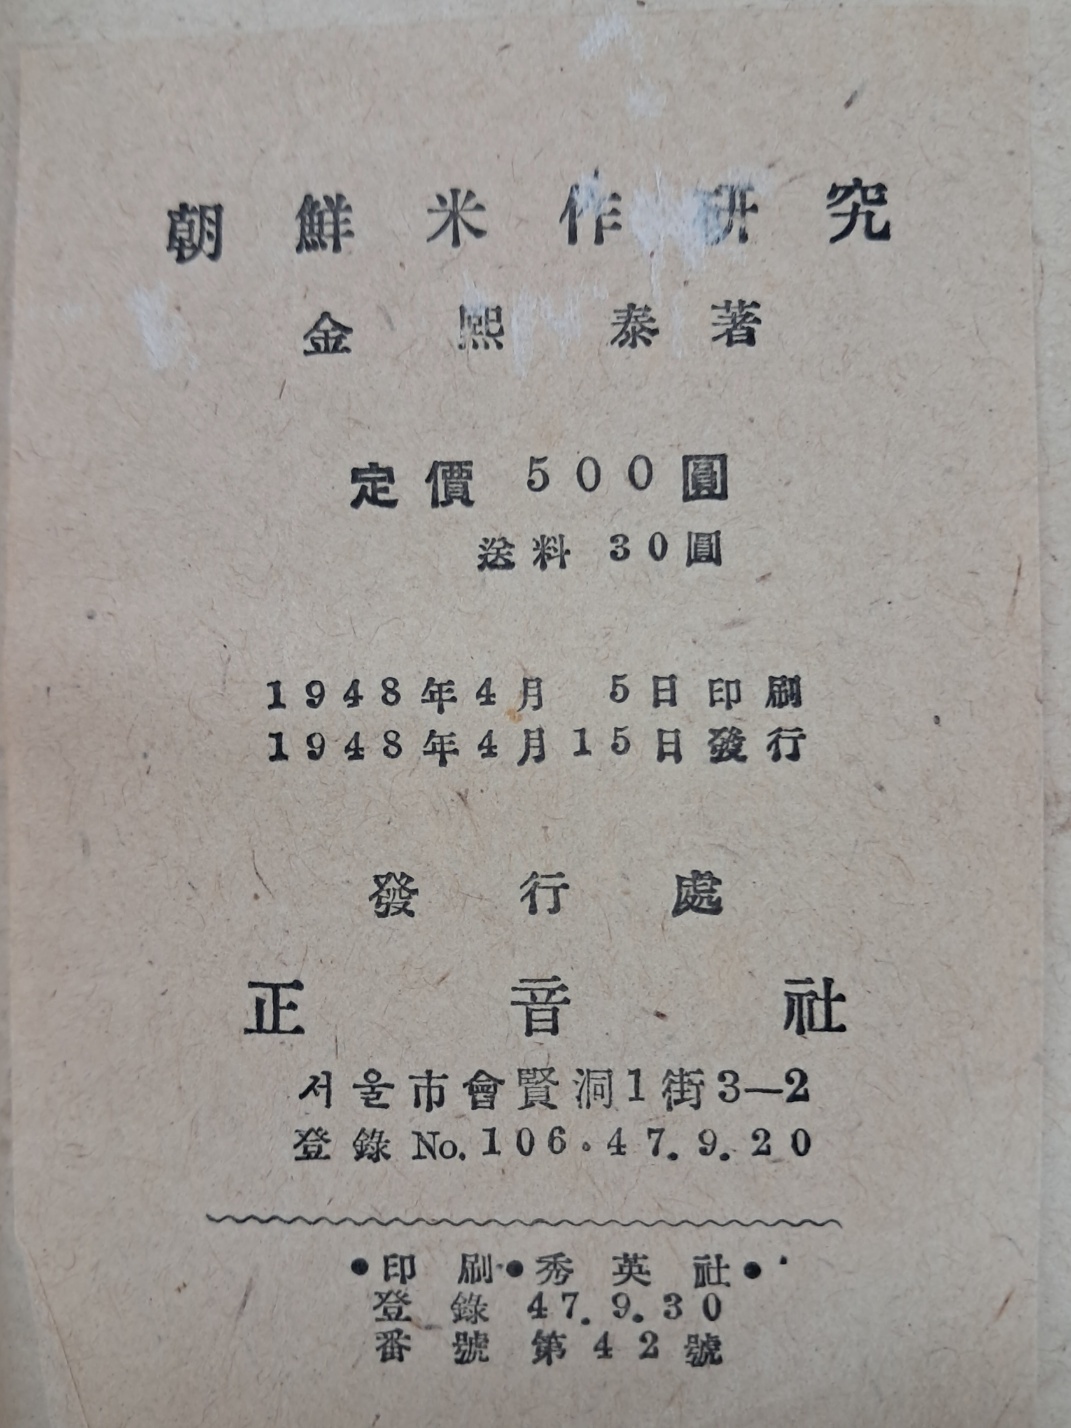 朝鮮米作研究
金熙泰著
定價 500圓
送料 30圓
1948年4月 5日印刷
1948年4月15日發行
發行處
正音社
서울市會賢洞1街3—2
登錄 No.106.47.9.20
●印刷●秀英社●
登錄 47.9.30
番號 第42號